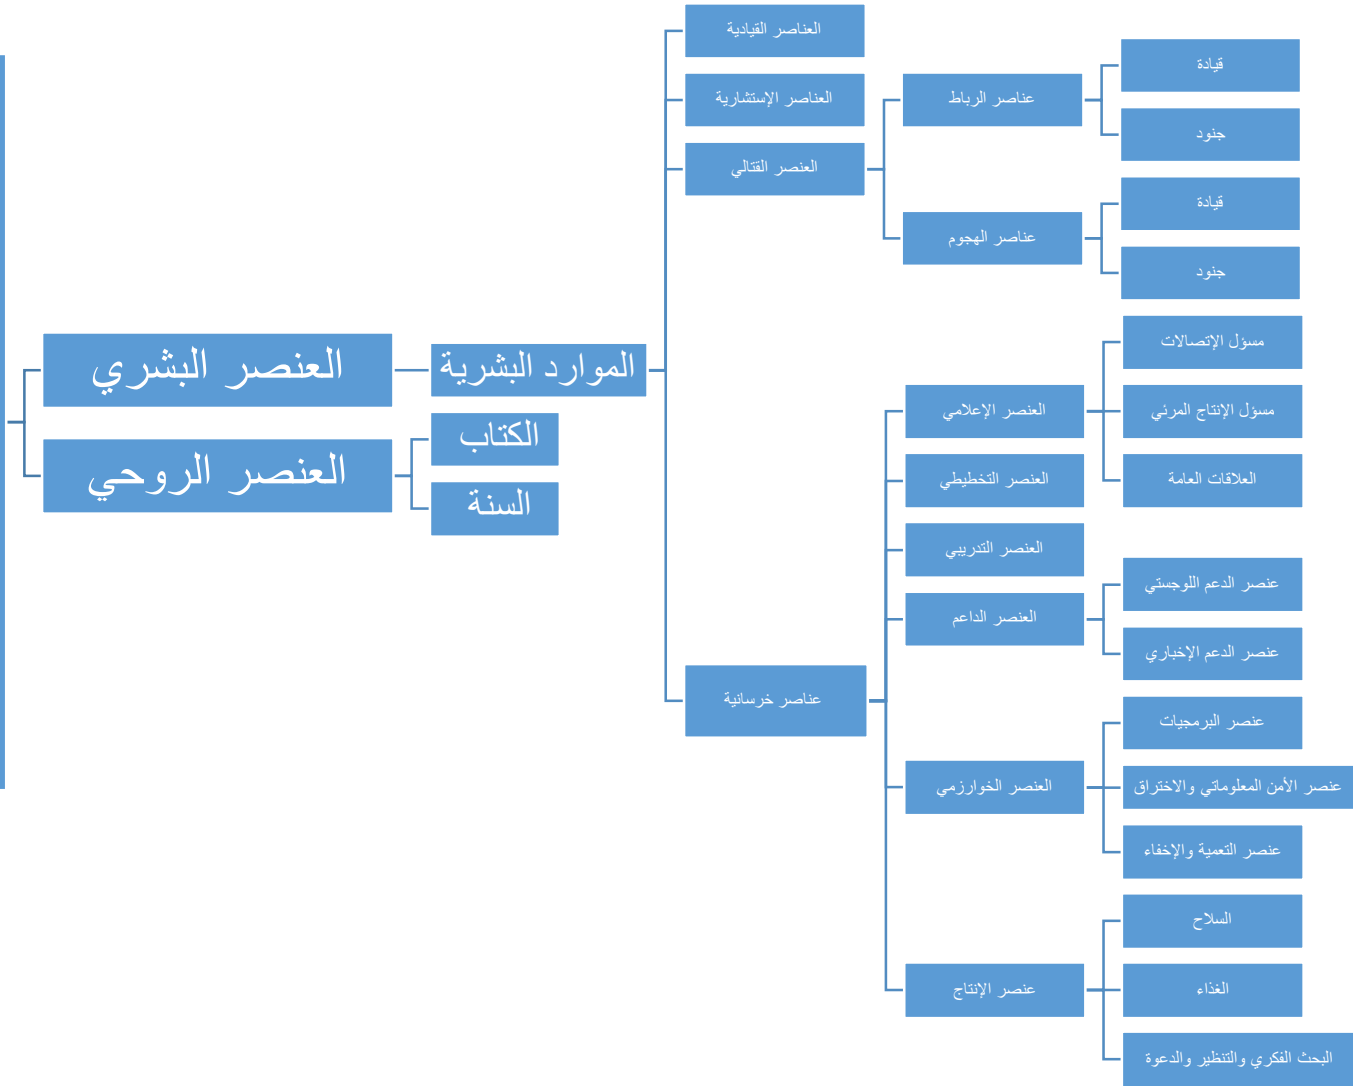 العنصر البشري
الموارد البشرية
العناصر القيادية
العناصر الإستشارية
العنصر القتالي
عناصر الرباط
قيادة
جنود
عناصر الهجوم
قيادة
جنود
عناصر خرسانية
العنصر الإعلامي
مسؤل الإتصالات
مسؤل الإنتاج المرئي
العلاقات العامة
العنصر التخطيطي
العنصر التدريبي
العنصر الداعم
عنصر الدعم اللوجستي
عنصر الدعم الإخباري
العنصر الخوارزمي
عنصر البرمجيات
عنصر الأمن المعلوماتي والاختراق
عنصر التعمية والإخفاء
عنصر الإنتاج
السلاح
الغذاء
البحث الفكري والتنظير والدعوة
العنصر الروحي
الكتاب
السنة